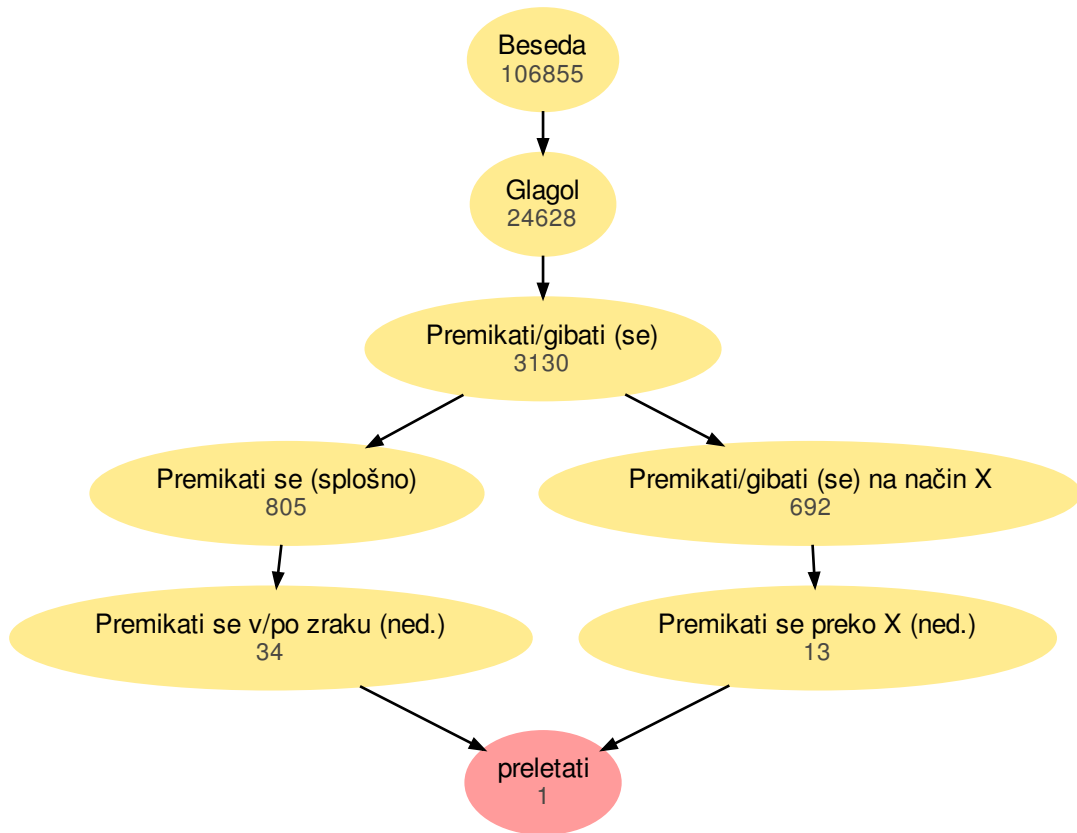 Beseda
106855
Glagol
24628
Premikati/gibati (se)
3130
Premikati se (splošno)
805
Premikati/gibati (se) na način X
692
Premikati se v/po zraku (ned.)
34
Premikati se preko X (ned.)
13
preletati
1